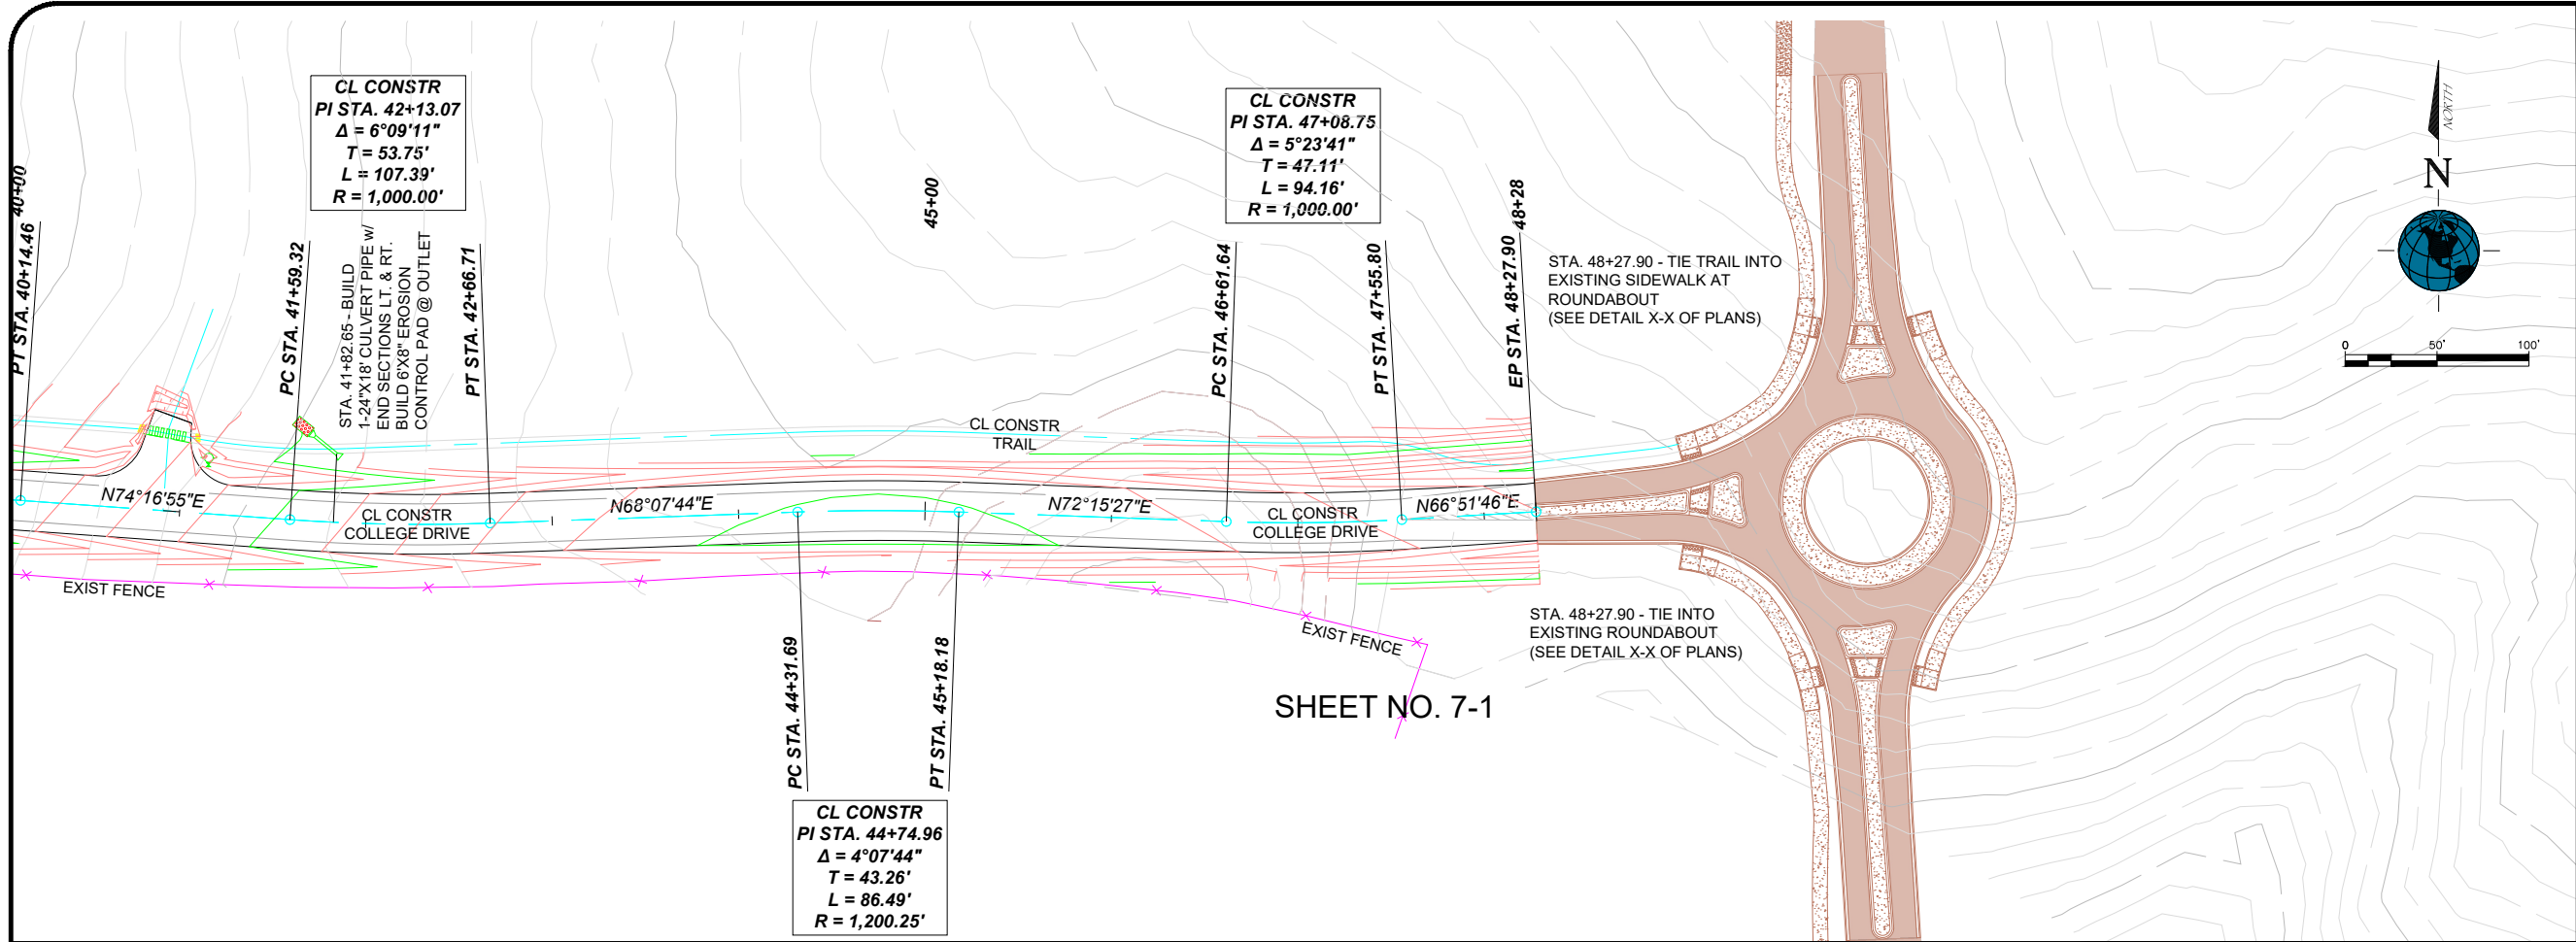 CL CONSTR
PI STA. 42+13.07
Δ = 6°09'11"
T = 53.75'
L = 107.39'
R = 1,000.00'
CL CONSTR
PI STA. 47+08.75
Δ = 5°23'41"
T = 47.11'
L = 94.16'
R = 1,000.00'
NORTH
N
0 50' 100'
40+00
PT STA. 40+14.46
PC STA. 41+59.32
STA. 41+82.65 - BUILD
1-24"X18' CULVERT PIPE w/
END SECTIONS LT. & RT.
BUILD 6'X8" EROSION
CONTROL PAD @ OUTLET
PT STA. 42+66.71
45+00
PC STA. 46+61.64
PT STA. 47+55.80
EP STA. 48+27.90
48+28
STA. 48+27.90 - TIE TRAIL INTO
EXISTING SIDEWALK AT
ROUNDABOUT
(SEE DETAIL X-X OF PLANS)
CL CONSTR
TRAIL
N74°16'55"E
CL CONSTR
COLLEGE DRIVE
N68°07'44"E
N72°15'27"E
CL CONSTR
COLLEGE DRIVE
N66°51'46"E
EXIST FENCE
EXIST FENCE
STA. 48+27.90 - TIE INTO
EXISTING ROUNDABOUT
(SEE DETAIL X-X OF PLANS)
PC STA. 44+31.69
PT STA. 45+18.18
SHEET NO. 7-1
CL CONSTR
PI STA. 44+74.96
Δ = 4°07'44"
T = 43.26'
L = 86.49'
R = 1,200.25'